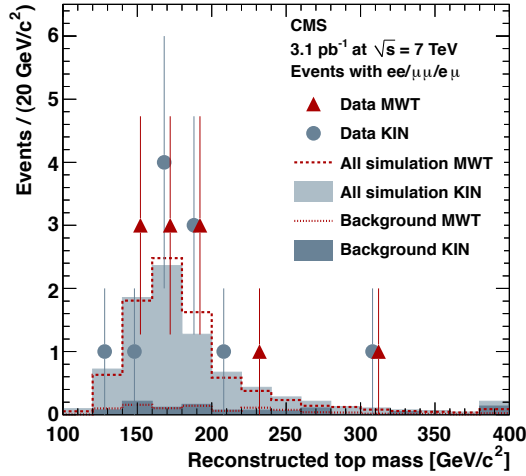 CMS
3.1 pb⁻¹ at √s = 7 TeV
Events with ee/μμ/e μ
Data MWT
Data KIN
All simulation MWT
All simulation KIN
Background MWT
Background KIN
Events / (20 GeV/c²)
6
5
4
3
2
1
0
100 150 200 250 300 350 400
Reconstructed top mass [GeV/c²]